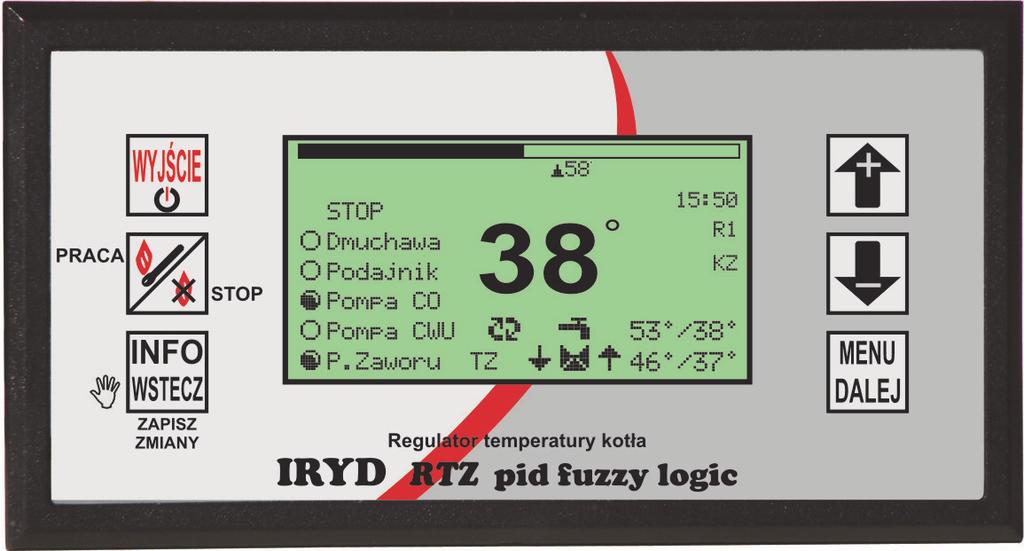 WYJŚCIE
PRACA
STOP
INFO
WSTECZ
ZAPISZ
ZMIANY
58°
STOP
15:50
38°
R1
Dmuchawa
KZ
Podajnik
Pompa CO
Pompa CWU 53°/38°
P.Zaworu TZ 46°/37°
+
-
MENU
DALEJ
Regulator temperatury kotła
IRYD RTZ pid fuzzy logic